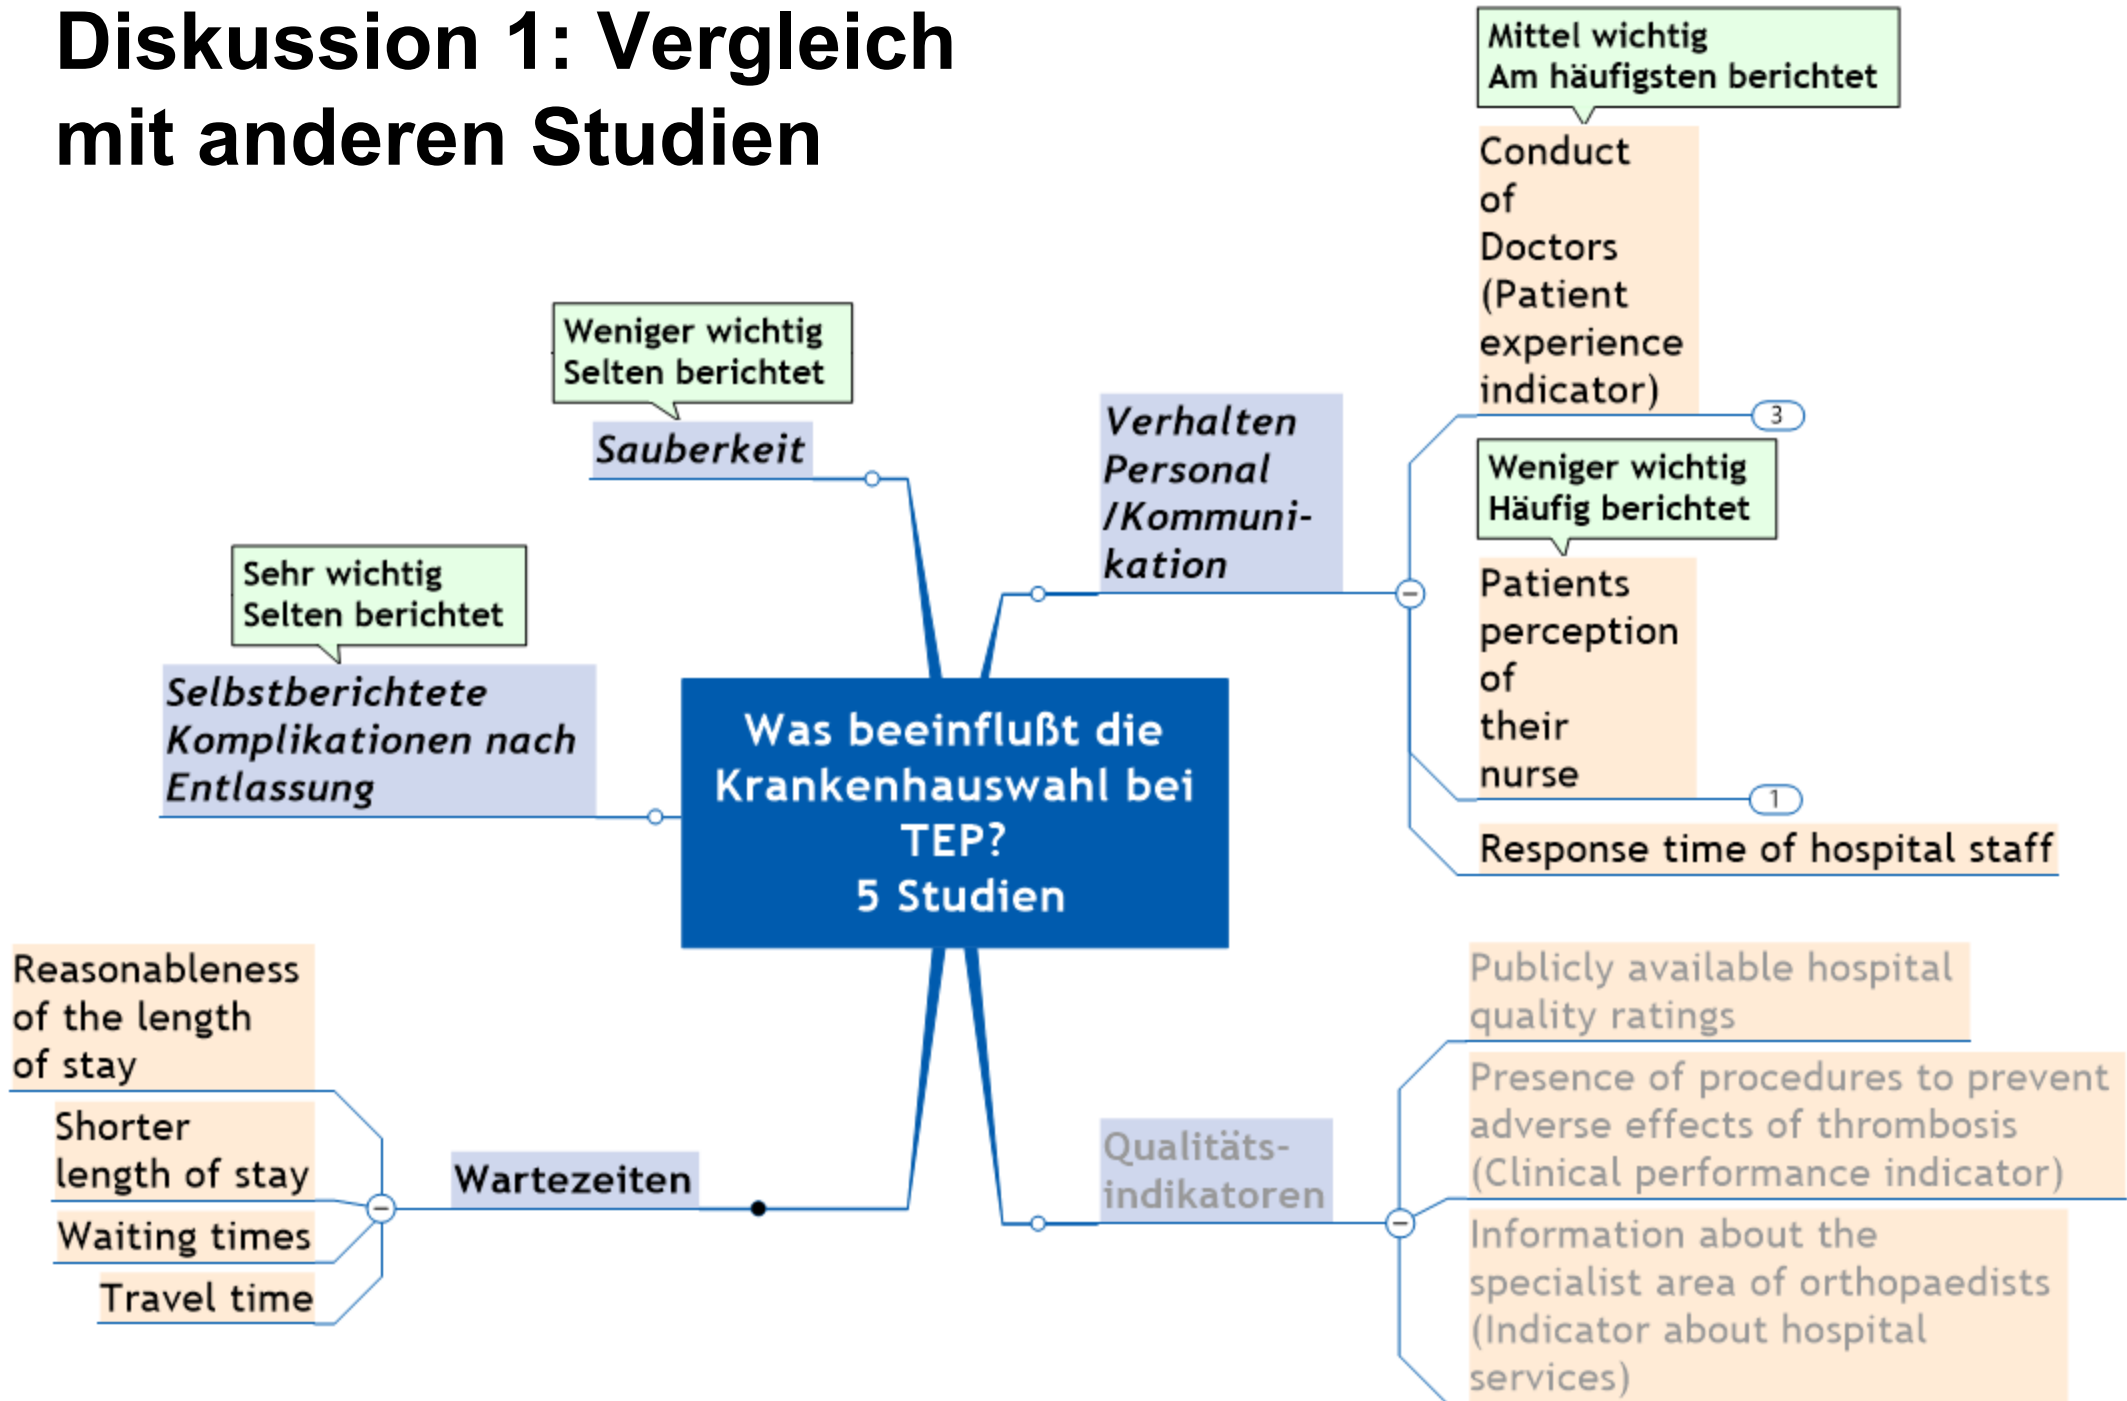 Diskussion 1: Vergleich
mit anderen Studien
Mittel wichtig
Am häufigsten berichtet
Conduct
of
Doctors
(Patient
experience
indicator)
3
Weniger wichtig
Selten berichtet
Sauberkeit
Verhalten
Personal
/Kommuni-
kation
Weniger wichtig
Häufig berichtet
Patients
perception
of
their
nurse
1
Response time of hospital staff
Sehr wichtig
Selten berichtet
Selbstberichtete
Komplikationen nach
Entlassung
Was beeinflußt die
Krankenhauswahl bei
TEP?
5 Studien
Reasonableness
of the length
of stay
Shorter
length of stay
Waiting times
Travel time
Wartezeiten
Qualitäts-
indikatoren
Publicly available hospital
quality ratings
Presence of procedures to prevent
adverse effects of thrombosis
(Clinical performance indicator)
Information about the
specialist area of orthopaedists
(Indicator about hospital
services)